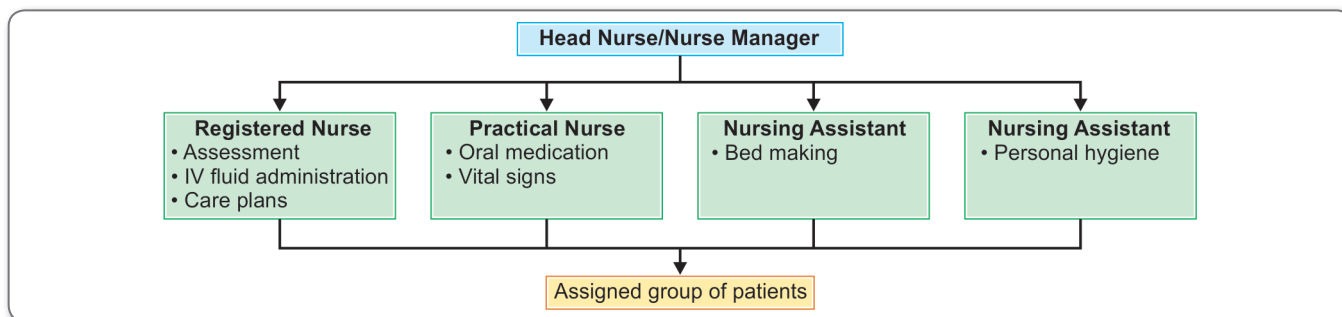 Head Nurse/Nurse Manager
Registered Nurse
• Assessment
• IV fluid administration
• Care plans
Practical Nurse
• Oral medication
• Vital signs
Nursing Assistant
• Bed making
Nursing Assistant
• Personal hygiene
Assigned group of patients